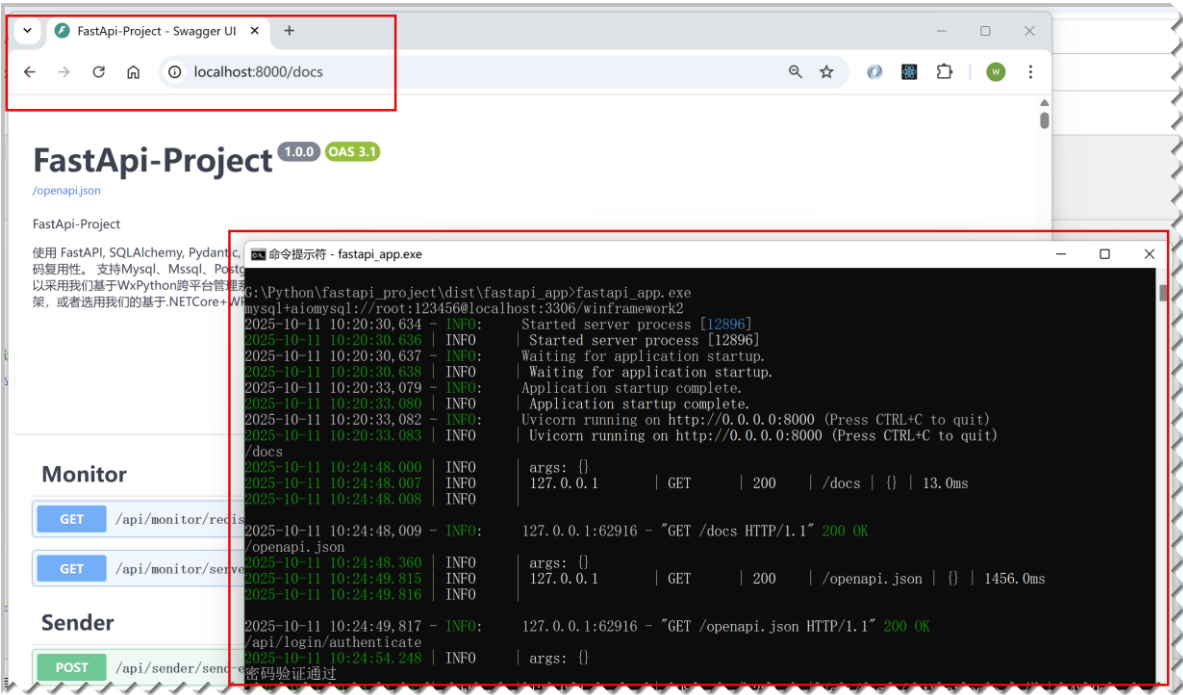 FastApi-Project - Swagger UI
localhost:8000/docs
W
FastApi-Project 1.0.0 OAS 3.1
/openapi.json
FastApi-Project
使用 FastAPI, SQLAlchemy, Pydantic,
码复用性。 支持Mysql、Mssql、Postg
以采用我们基于WxPython跨平台管理系
架，或者选用我们的基于.NETCore+WP
Monitor
GET /api/monitor/redis
GET /api/monitor/serve
Sender
POST /api/sender/send-e
命令提示符 - fastapi_app.exe
G:\Python\fastapi_project\dist\fastapi_app>fastapi_app.exe
mysql+aiomysql://root:123456@localhost:3306/winframework2
2025-10-11 10:20:30,634 - INFO: Started server process [12896]
2025-10-11 10:20:30.636 | INFO | Started server process [12896]
2025-10-11 10:20:30,637 - INFO: Waiting for application startup.
2025-10-11 10:20:30.638 | INFO | Waiting for application startup.
2025-10-11 10:20:33,079 - INFO: Application startup complete.
2025-10-11 10:20:33.080 | INFO | Application startup complete.
2025-10-11 10:20:33,082 - INFO: Uvicorn running on http://0.0.0.0:8000 (Press CTRL+C to quit)
2025-10-11 10:20:33.083 | INFO | Uvicorn running on http://0.0.0.0:8000 (Press CTRL+C to quit)
/docs
2025-10-11 10:24:48.000 | INFO | args: {}
2025-10-11 10:24:48.007 | INFO | 127.0.0.1 | GET | 200 | /docs | {} | 13.0ms
2025-10-11 10:24:48.008 | INFO |
2025-10-11 10:24:48,009 - INFO: 127.0.0.1:62916 - "GET /docs HTTP/1.1" 200 OK
/openapi.json
2025-10-11 10:24:48.360 | INFO | args: {}
2025-10-11 10:24:49.815 | INFO | 127.0.0.1 | GET | 200 | /openapi.json | {} | 1456.0ms
2025-10-11 10:24:49.816 | INFO |
2025-10-11 10:24:49,817 - INFO: 127.0.0.1:62916 - "GET /openapi.json HTTP/1.1" 200 OK
/api/login/authenticate
2025-10-11 10:24:54.248 | INFO | args: {}
密码验证通过